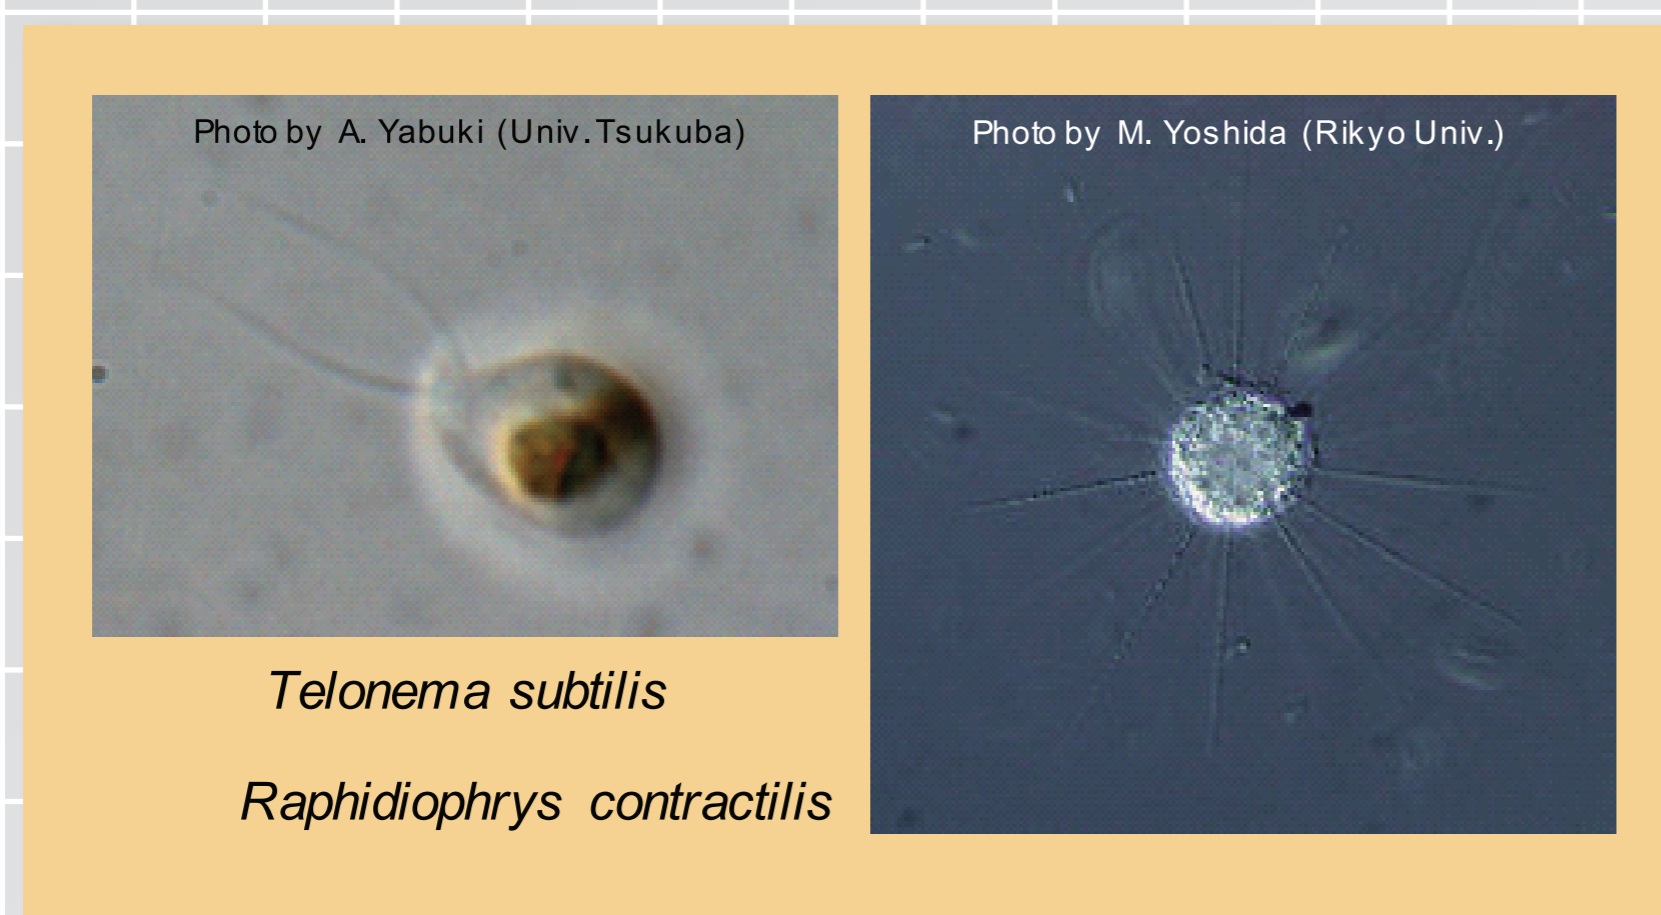 Photo by A. Yabuki (Univ. Tsukuba)
Photo by M. Yoshida (Rikyo Univ.)
Telonema subtilis
Raphidiophrys contractilis